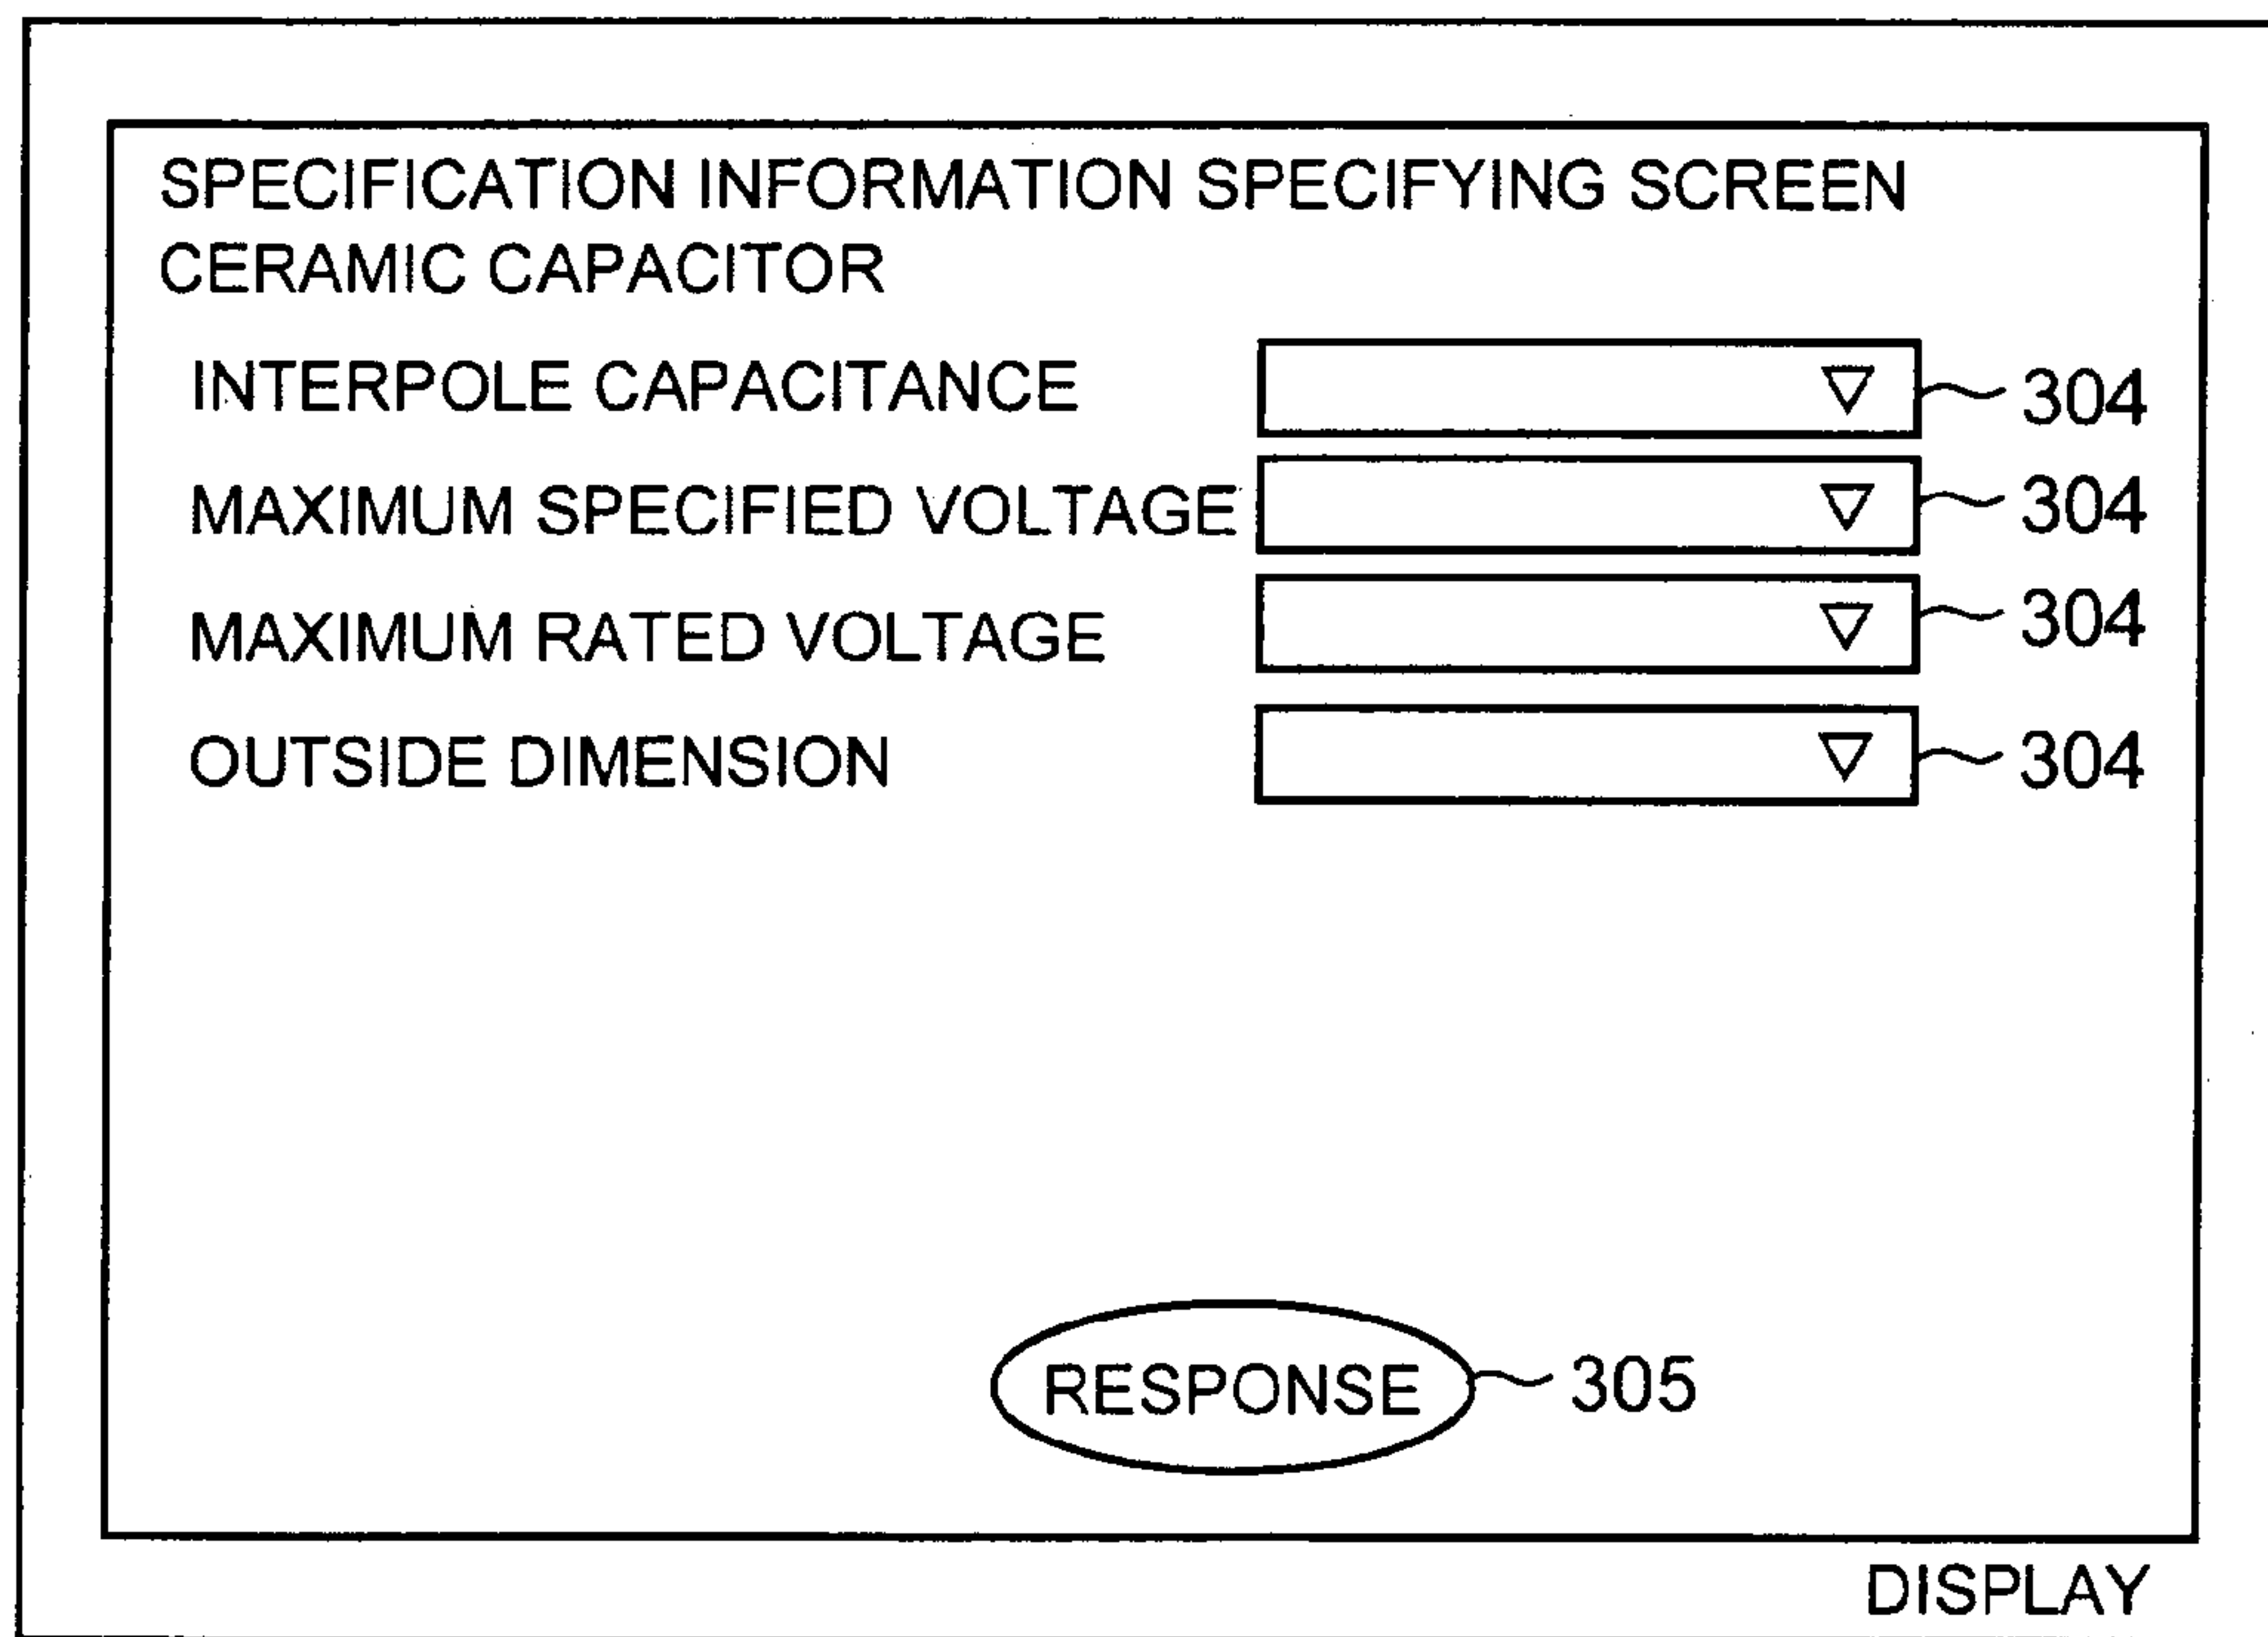 SPECIFICATION INFORMATION SPECIFYING SCREEN
CERAMIC CAPACITOR
INTERPOLE CAPACITANCE 304
MAXIMUM SPECIFIED VOLTAGE 304
MAXIMUM RATED VOLTAGE 304
OUTSIDE DIMENSION 304
RESPONSE 305
DISPLAY